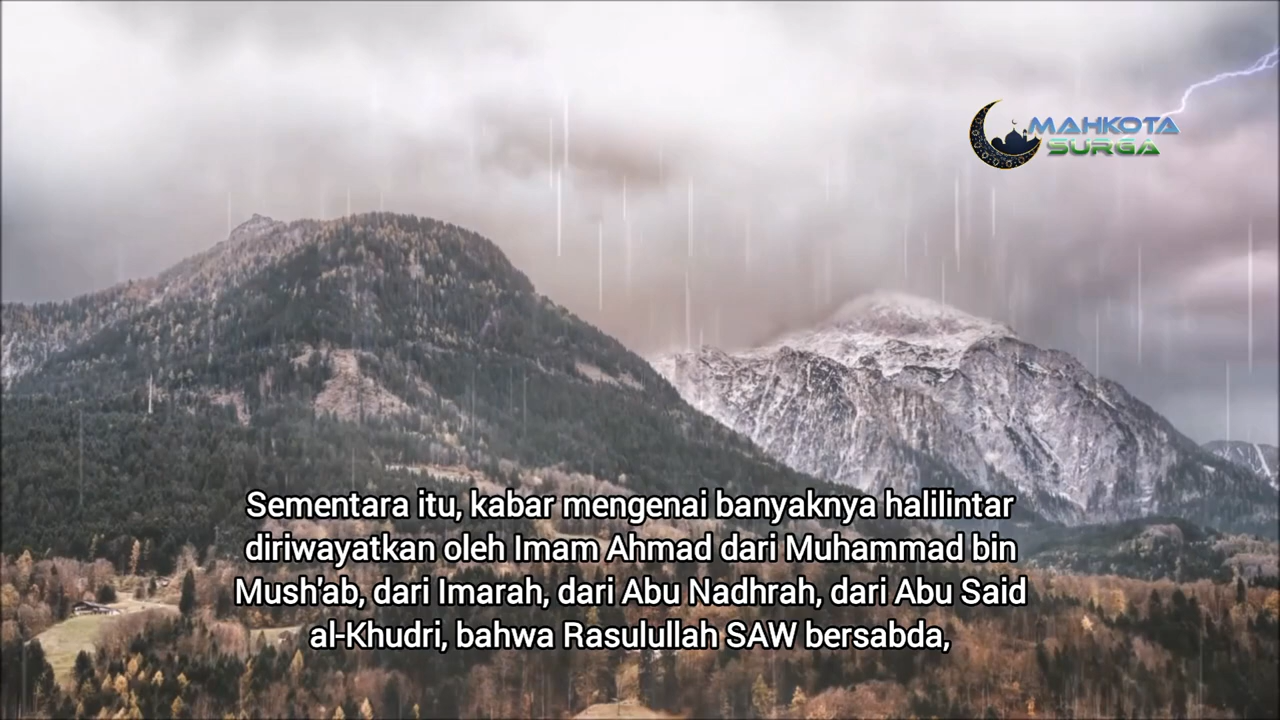 MAHKOTA
SURGA
Sementara itu, kabar mengenai banyaknya halilintar
diriwayatkan oleh Imam Ahmad dari Muhammad bin
Mush'ab, dari Imarah, dari Abu Nadhrah, dari Abu Said
al-Khudri, bahwa Rasulullah SAW bersabda,